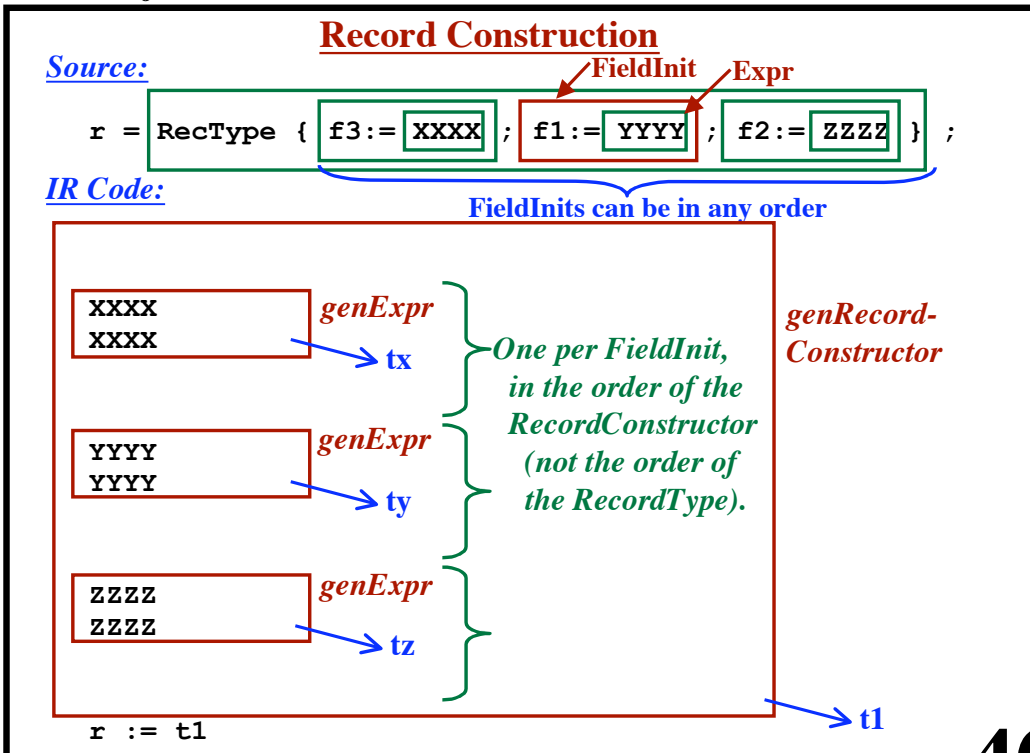 Record Construction
Source:
FieldInit
Expr
r = RecType { f3:= XXXX ; f1:= YYYY ; f2:= ZZZZ } ;
IR Code:
FieldInits can be in any order
XXXX
XXXX
genExpr
tx
YYYY
YYYY
genExpr
ty
ZZZZ
ZZZZ
genExpr
tz
One per FieldInit,
in the order of the
RecordConstructor
(not the order of
the RecordType).
genRecord-
Constructor
t1
r := t1